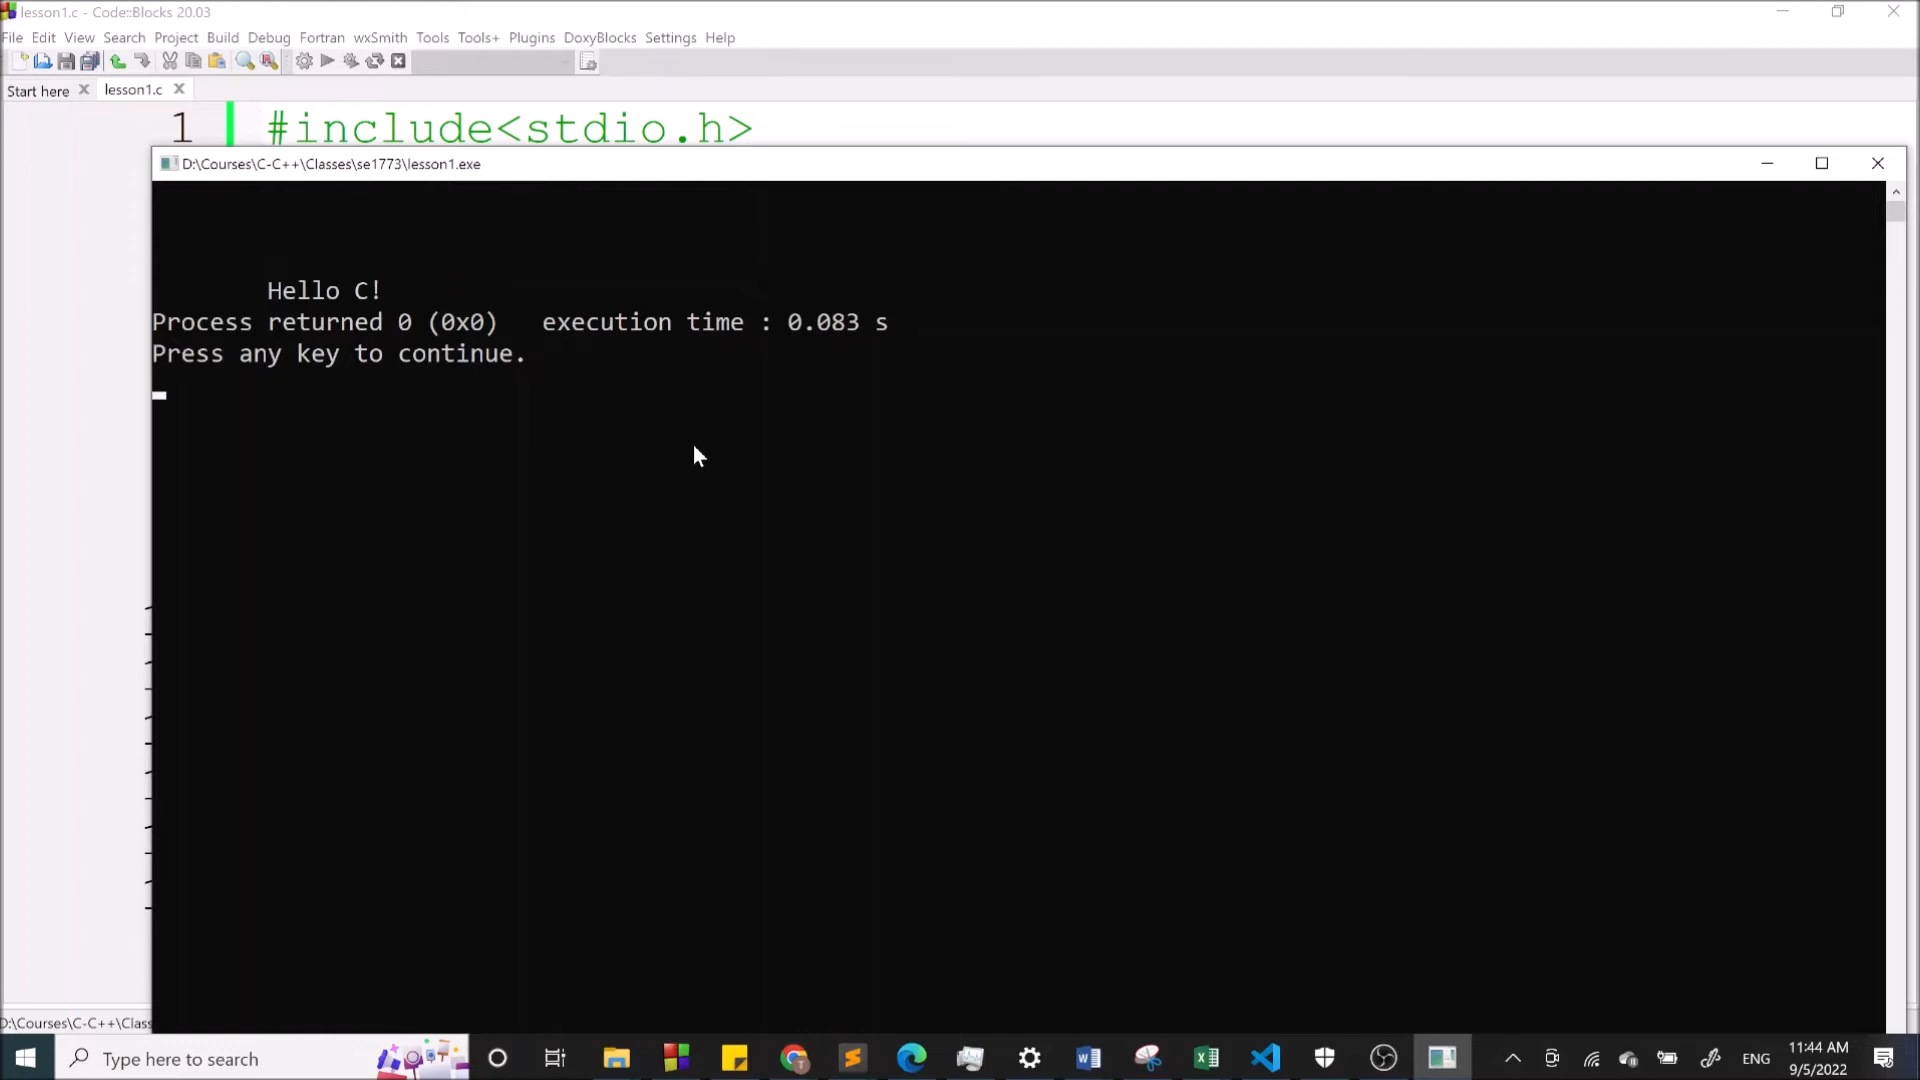 lesson1.c - Code::Blocks 20.03
File Edit View Search Project Build Debug Fortran wxSmith Tools Tools+ Plugins DoxyBlocks Settings Help
Start here lesson1.c
1 #include<stdio.h>
D:\Courses\C-C++\Classes\se1773\lesson1.exe
Hello C!
Process returned 0 (0x0) execution time : 0.083 s
Press any key to continue.
D:\Courses\C-C++\Class
Type here to search
ENG
11:44 AM
9/5/2022